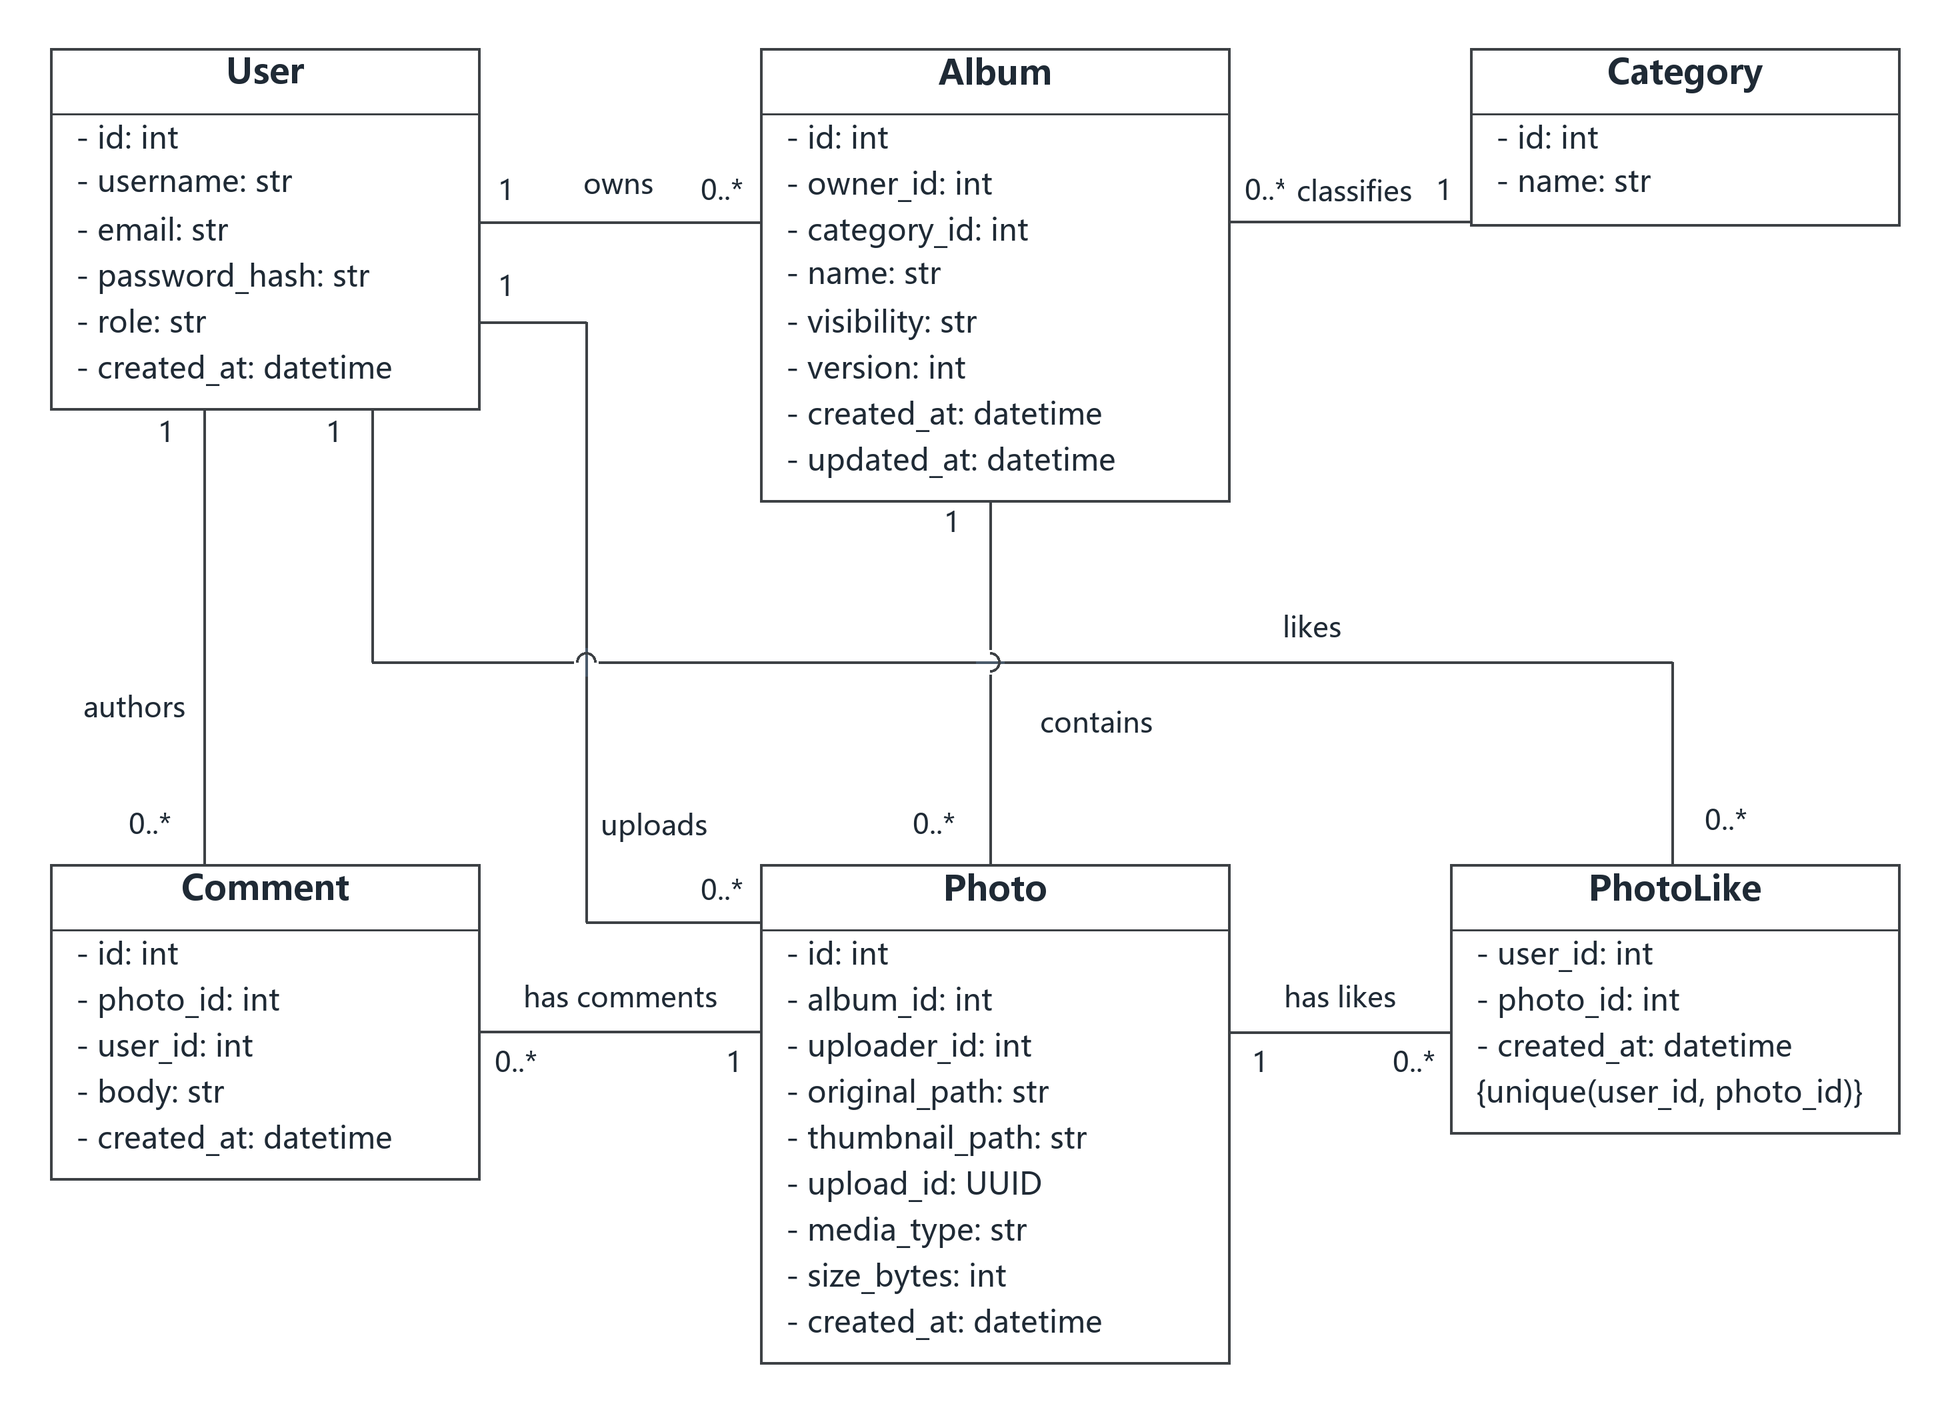 User
- id: int
- username: str
- email: str
- password_hash: str
- role: str
- created_at: datetime
1
owns
0..*
1
Album
- id: int
- owner_id: int
- category_id: int
- name: str
- visibility: str
- version: int
- created_at: datetime
- updated_at: datetime
0..*
classifies
1
Category
- id: int
- name: str
1
1
1
likes
authors
contains
0..*
uploads
0..*
0..*
0..*
Comment
- id: int
- photo_id: int
- user_id: int
- body: str
- created_at: datetime
has comments
0..*
1
Photo
- id: int
- album_id: int
- uploader_id: int
- original_path: str
- thumbnail_path: str
- upload_id: UUID
- media_type: str
- size_bytes: int
- created_at: datetime
has likes
1
0..*
PhotoLike
- user_id: int
- photo_id: int
- created_at: datetime
{unique(user_id, photo_id)}